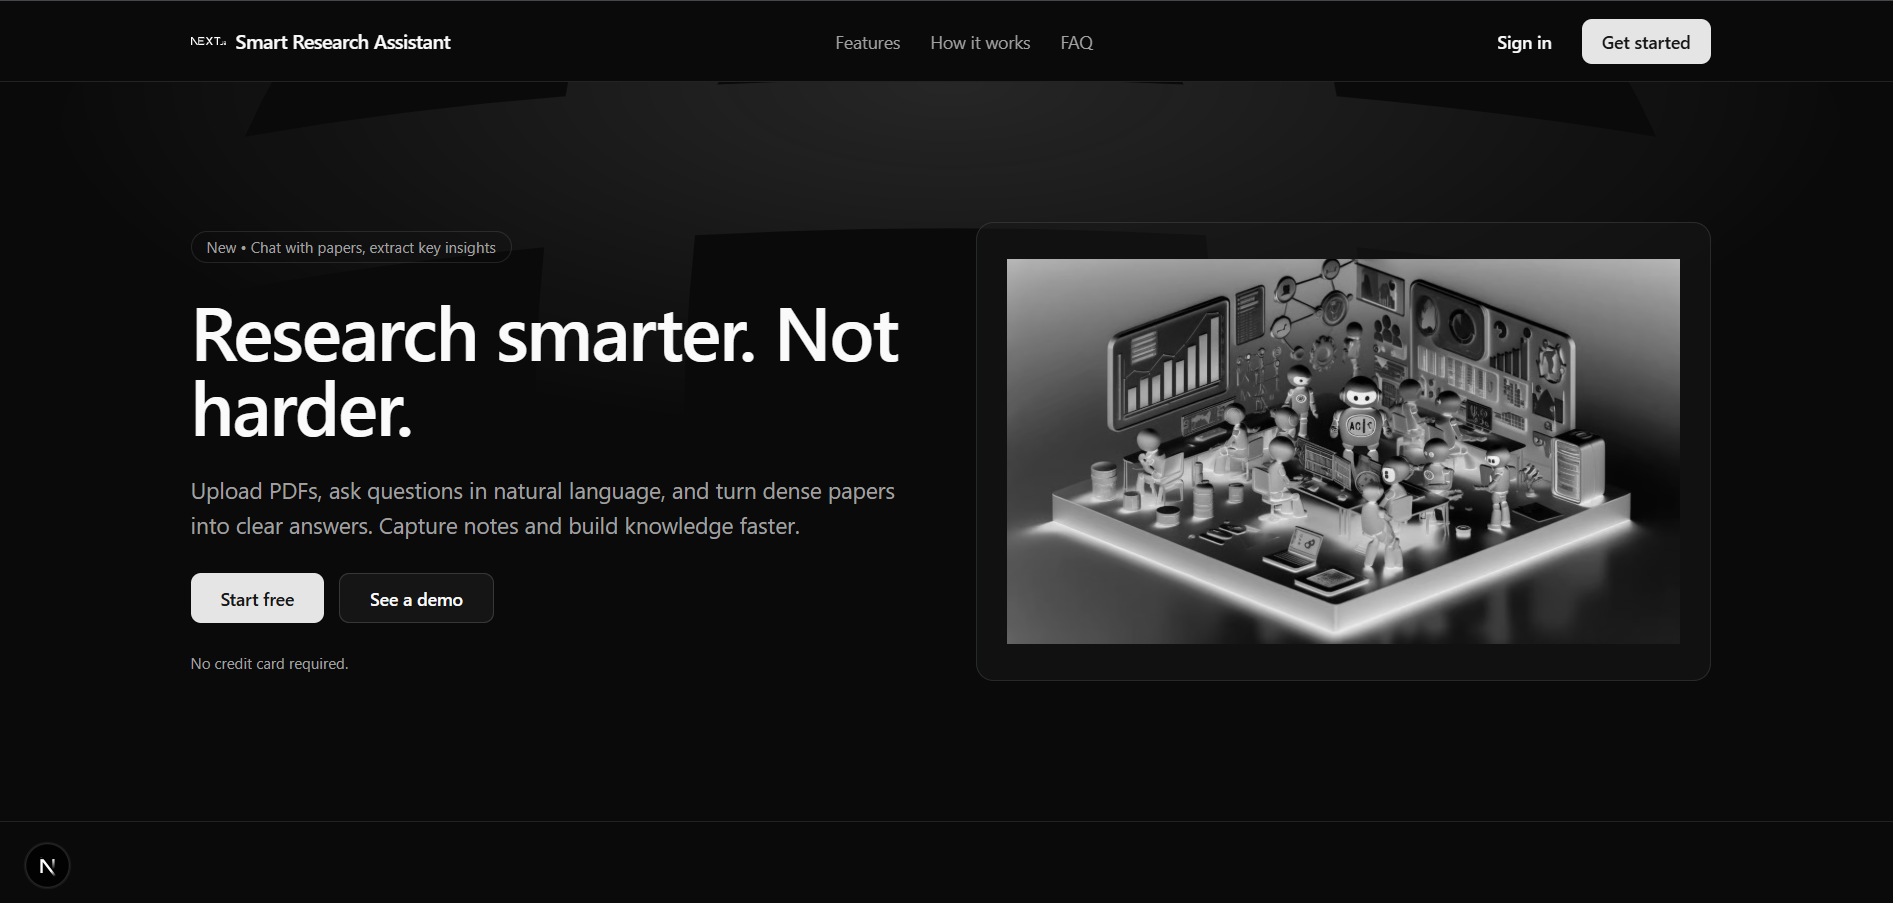 NEXT.JS Smart Research Assistant
Features How it works FAQ
Sign in Get started
New • Chat with papers, extract key insights
Research smarter. Not
harder.
Upload PDFs, ask questions in natural language, and turn dense papers
into clear answers. Capture notes and build knowledge faster.
Start free See a demo
No credit card required.
N